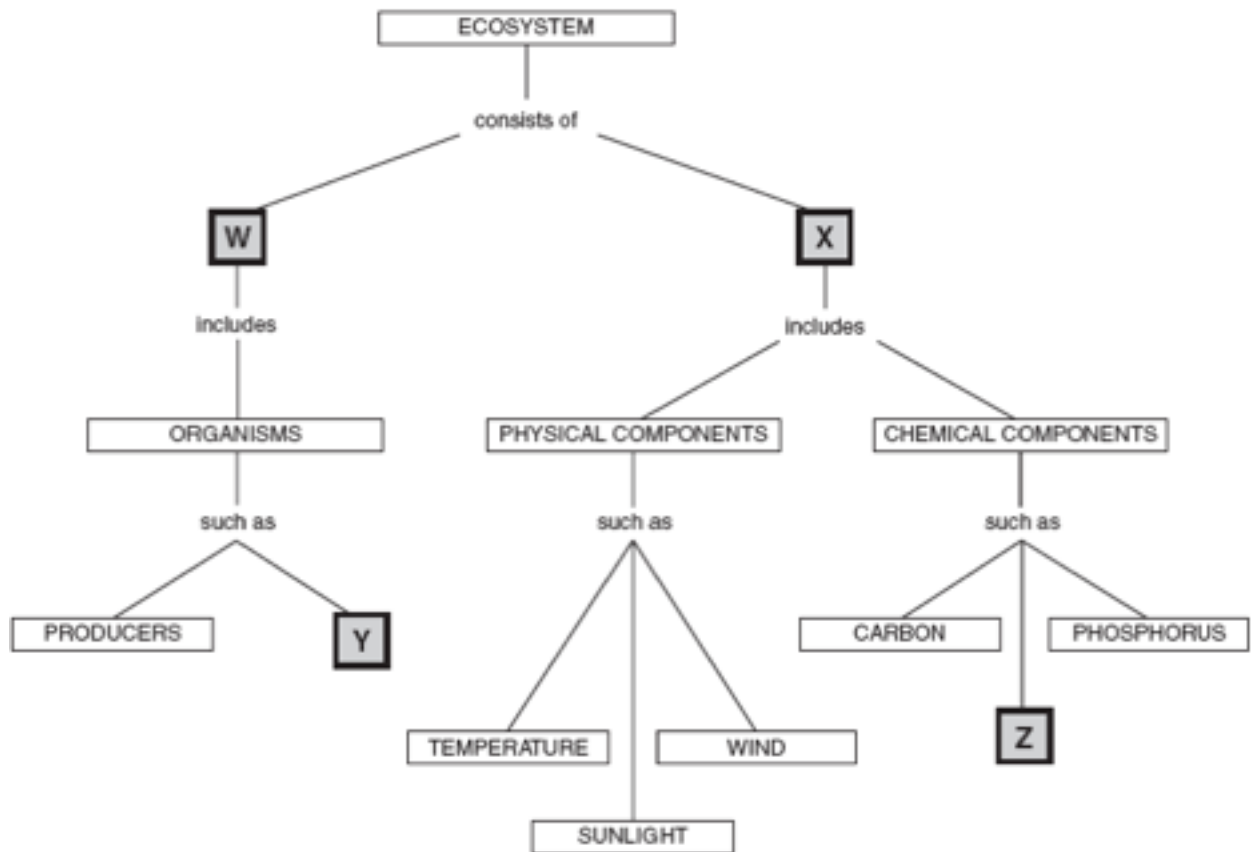 ECOSYSTEM
consists of
W
X
includes
includes
ORGANISMS
PHYSICAL COMPONENTS
CHEMICAL COMPONENTS
such as
such as
such as
PRODUCERS
Y
CARBON
PHOSPHORUS
TEMPERATURE
WIND
Z
SUNLIGHT